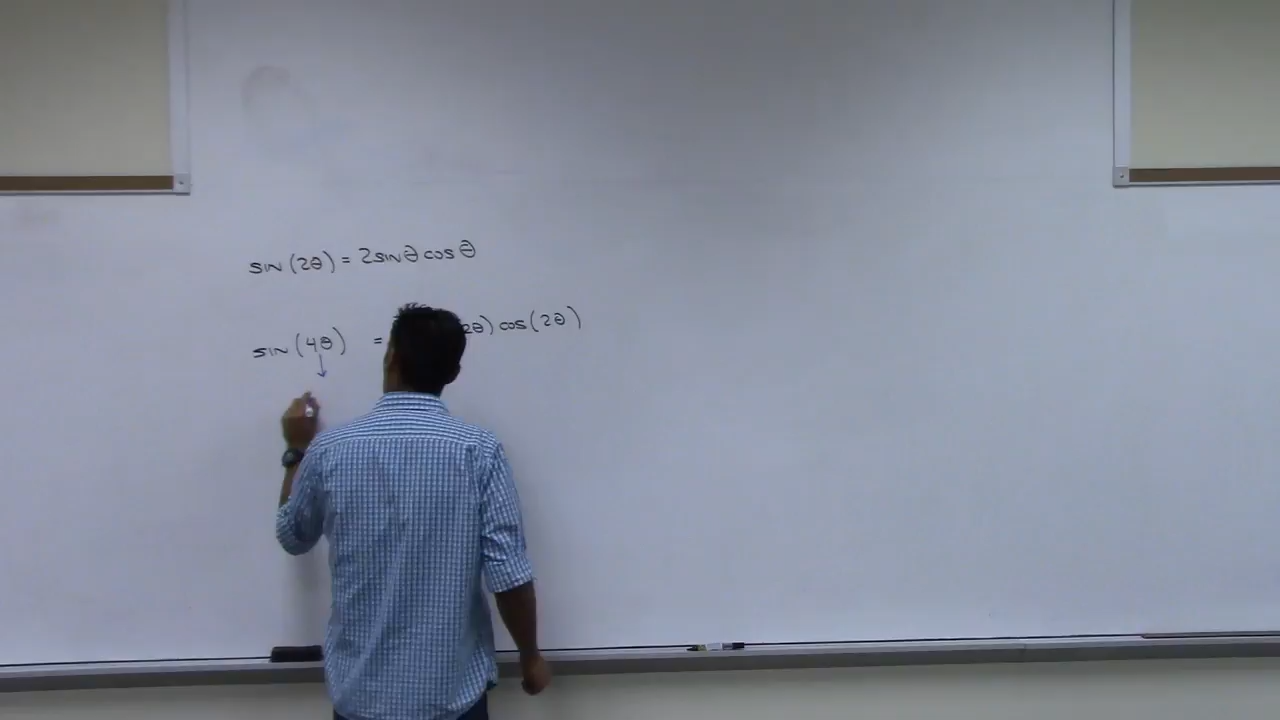 sin(2θ) = 2sinθ cosθ
sin(4θ) = 2θ) cos(2θ)